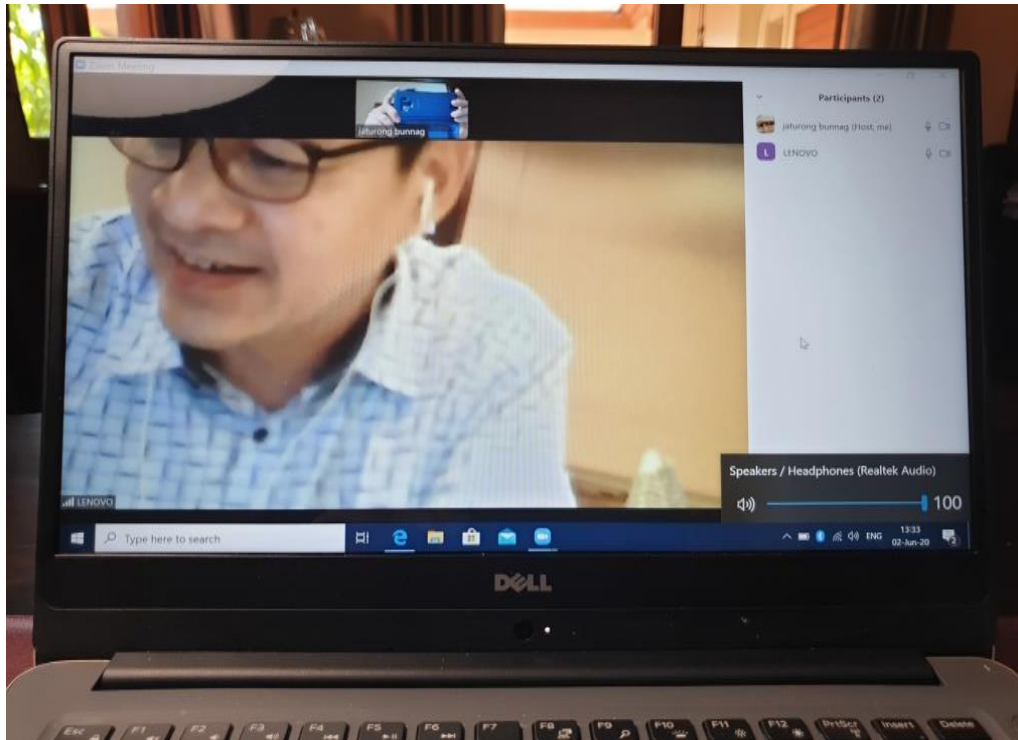 Zoom Meeting
jaturong bunnag
Participants (2)
jaturong bunnag (Host, me)
L LENOVO
LENOVO
Speakers / Headphones (Realtek Audio)
100
Type here to search
ENG
13:33
02-Jun-20
2
DELL
Esc F1 F2 F3 F4 F5 F6 F7 F8 F9 F10 F11 F12 PrtScr Insert Delete